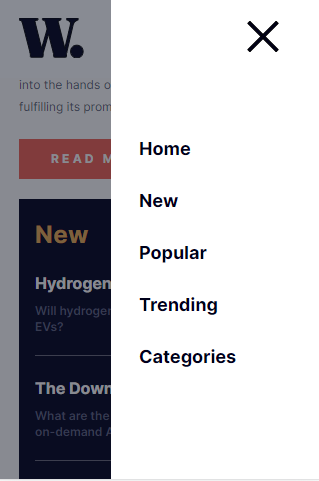 W.
into the hands o
fulfilling its prom
READ M
Home
New
Popular
Trending
Categories
New
Hydrogen
Will hydroger
EVs?
The Down
What are the
on-demand A